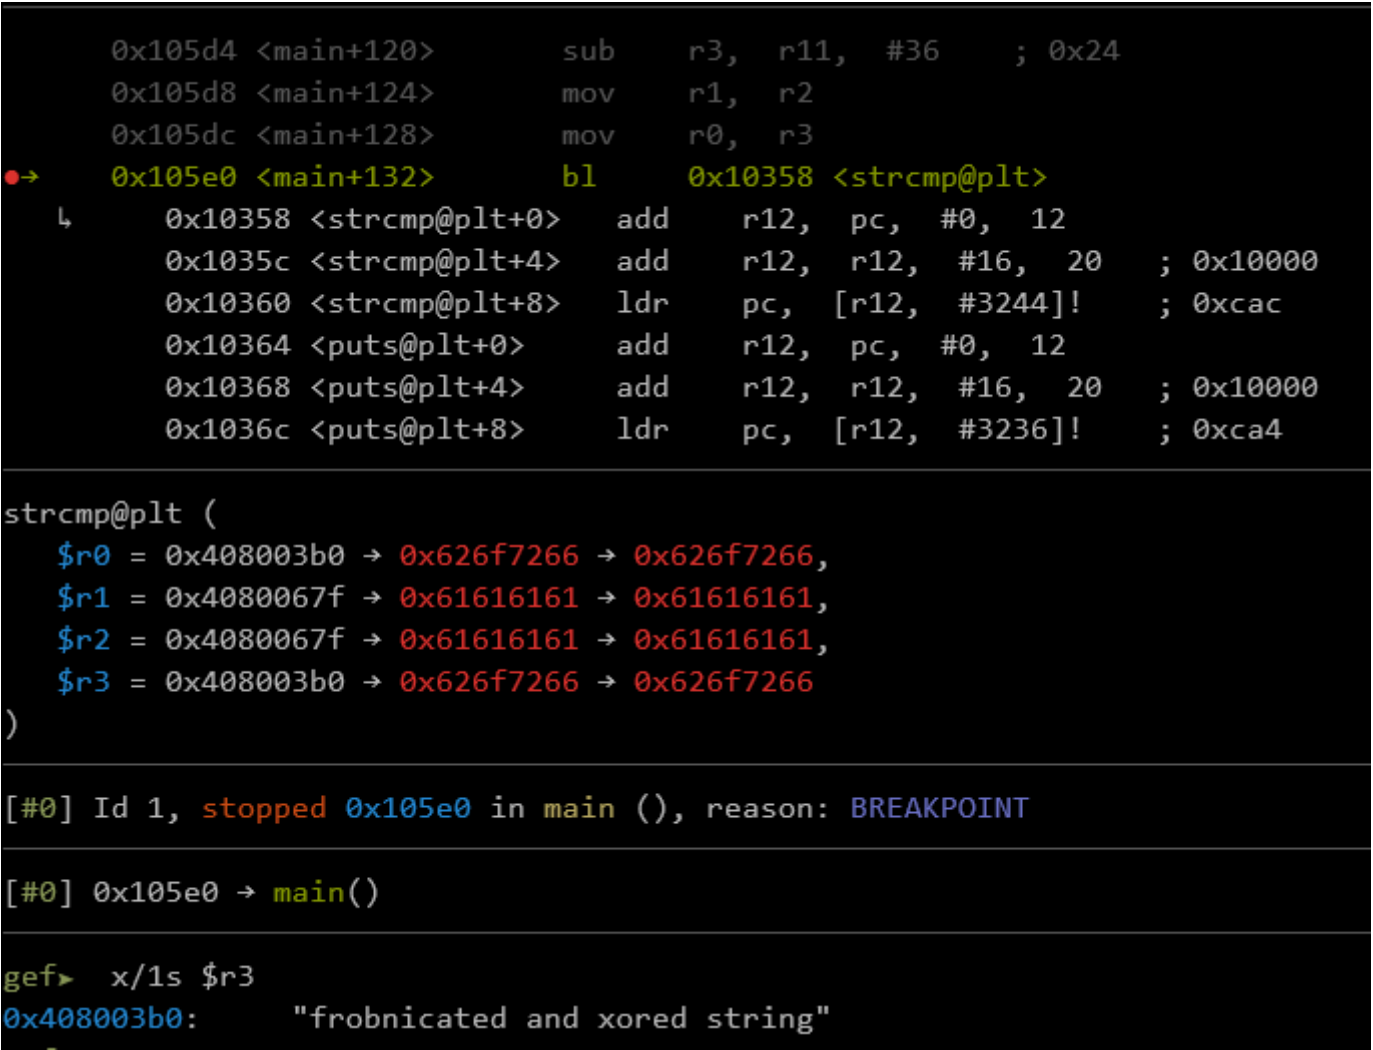 0x105d4 <main+120> sub r3, r11, #36 ; 0x24
0x105d8 <main+124> mov r1, r2
0x105dc <main+128> mov r0, r3
●→ 0x105e0 <main+132> bl 0x10358 <strcmp@plt>
↳ 0x10358 <strcmp@plt+0> add r12, pc, #0, 12
0x1035c <strcmp@plt+4> add r12, r12, #16, 20 ; 0x10000
0x10360 <strcmp@plt+8> ldr pc, [r12, #3244]! ; 0xcac
0x10364 <puts@plt+0> add r12, pc, #0, 12
0x10368 <puts@plt+4> add r12, r12, #16, 20 ; 0x10000
0x1036c <puts@plt+8> ldr pc, [r12, #3236]! ; 0xca4
strcmp@plt (
$r0 = 0x408003b0 → 0x626f7266 → 0x626f7266,
$r1 = 0x4080067f → 0x61616161 → 0x61616161,
$r2 = 0x4080067f → 0x61616161 → 0x61616161,
$r3 = 0x408003b0 → 0x626f7266 → 0x626f7266
)
[#0] Id 1, stopped 0x105e0 in main (), reason: BREAKPOINT
[#0] 0x105e0 → main()
gef➤ x/1s $r3
0x408003b0: "frobnicated and xored string"